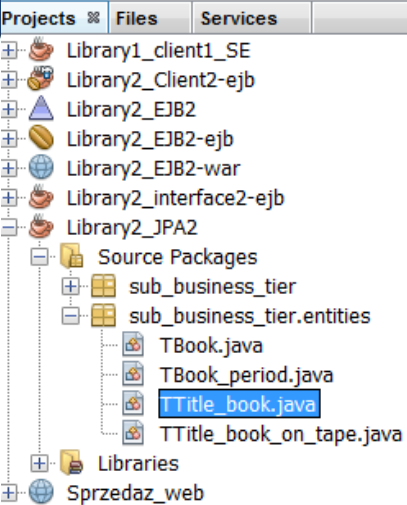 Projects Files Services
Library1_client1_SE
Library2_Client2-ejb
Library2_EJB2
Library2_EJB2-ejb
Library2_EJB2-war
Library2_interface2-ejb
Library2_JPA2
Source Packages
sub_business_tier
sub_business_tier.entities
TBook.java
TBook_period.java
TTitle_book.java
TTitle_book_on_tape.java
Libraries
Sprzedaz_web